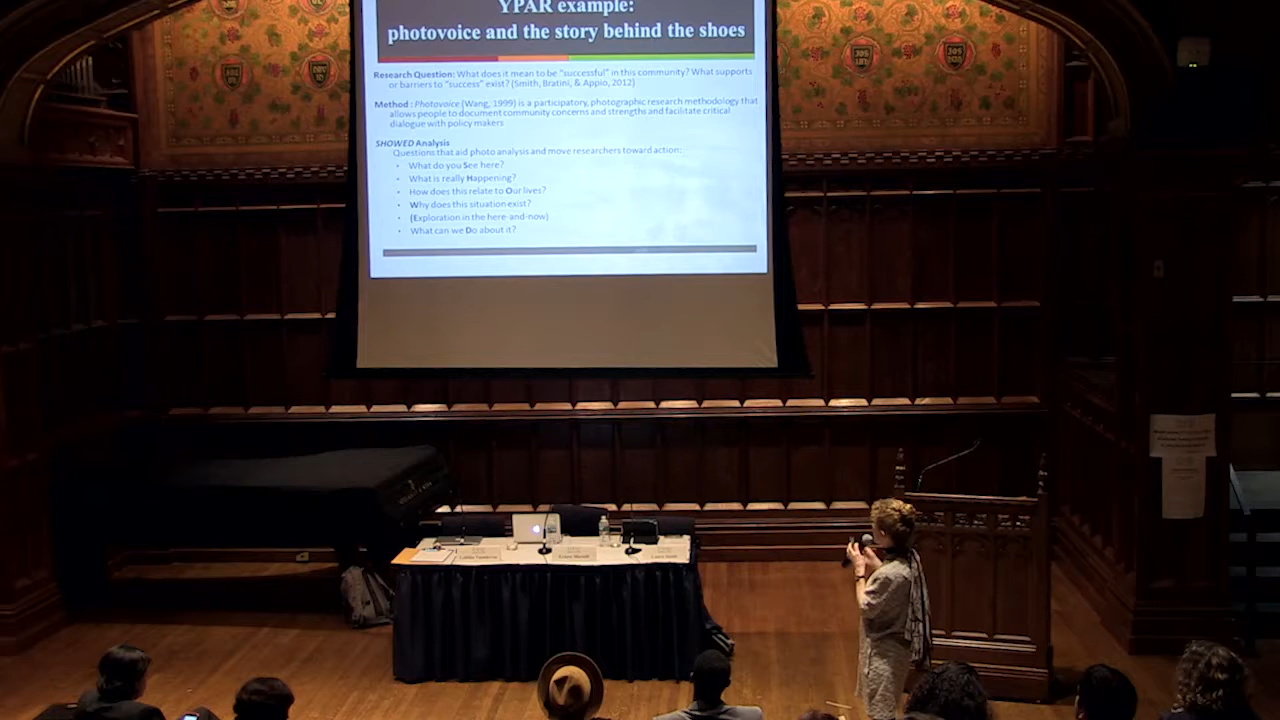 YPAR example:
photovoice and the story behind the shoes
Research Question: What does it mean to be "successful" in this community? What supports
or barriers to "success" exist? (Smith, Bratini, & Appio, 2012)
Method : Photovoice (Wang, 1999) is a participatory, photographic research methodology that
allows people to document community concerns and strengths and facilitate critical
dialogue with policy makers
SHOWED Analysis
Questions that aid photo analysis and move researchers toward action:
• What do you See here?
• What is really Happening?
• How does this relate to Our lives?
• Why does this situation exist?
• (Exploration in the here-and-now)
• What can we Do about it?